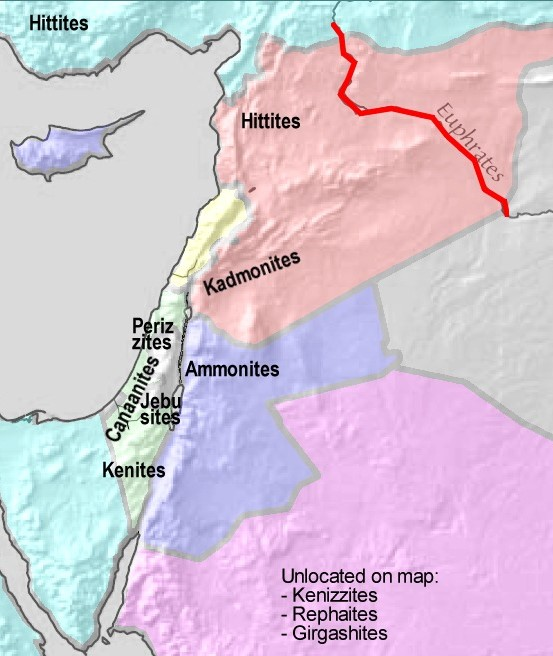 Hittites
Hittites
Euphrates
Kadmonites
Periz
zites
Ammonites
Canaanites
Jebu
sites
Kenites
Unlocated on map:
- Kenizzites
- Rephaites
- Girgashites